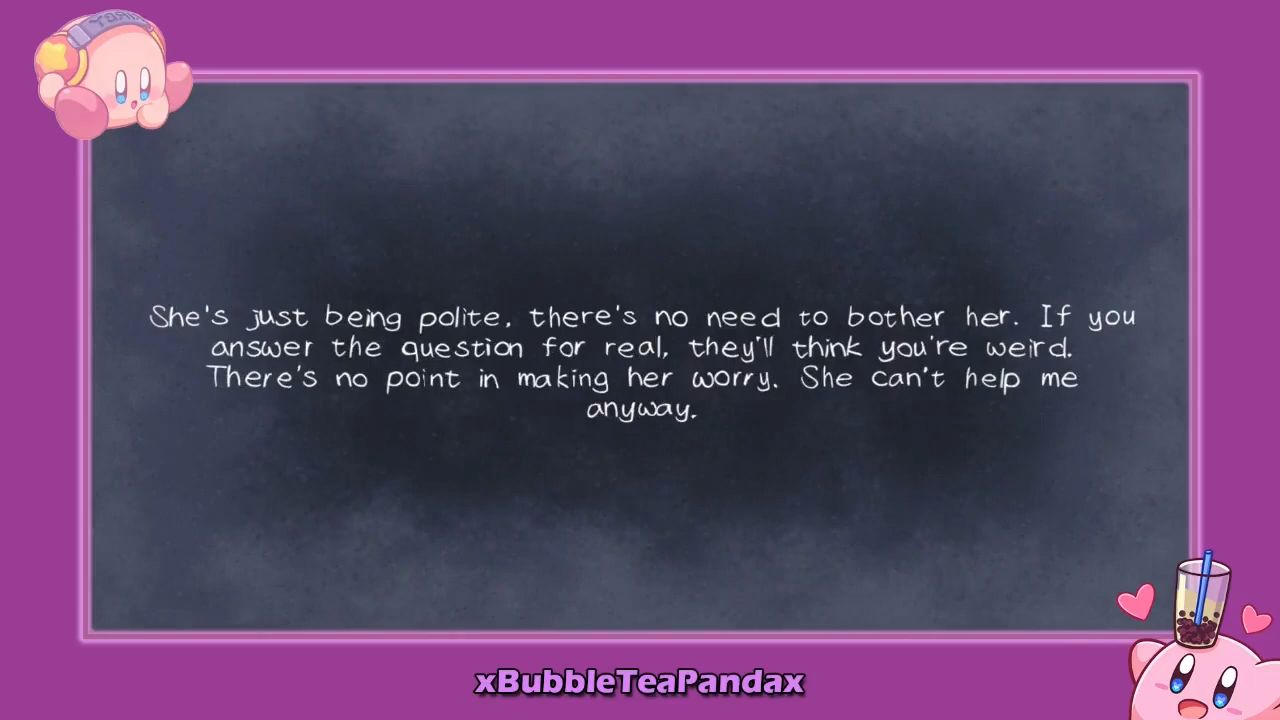 She's just being polite, there's no need to bother her. If you
answer the question for real, they'll think you're weird.
There's no point in making her worry. She can't help me
anyway.
xBubbleTeaPandax